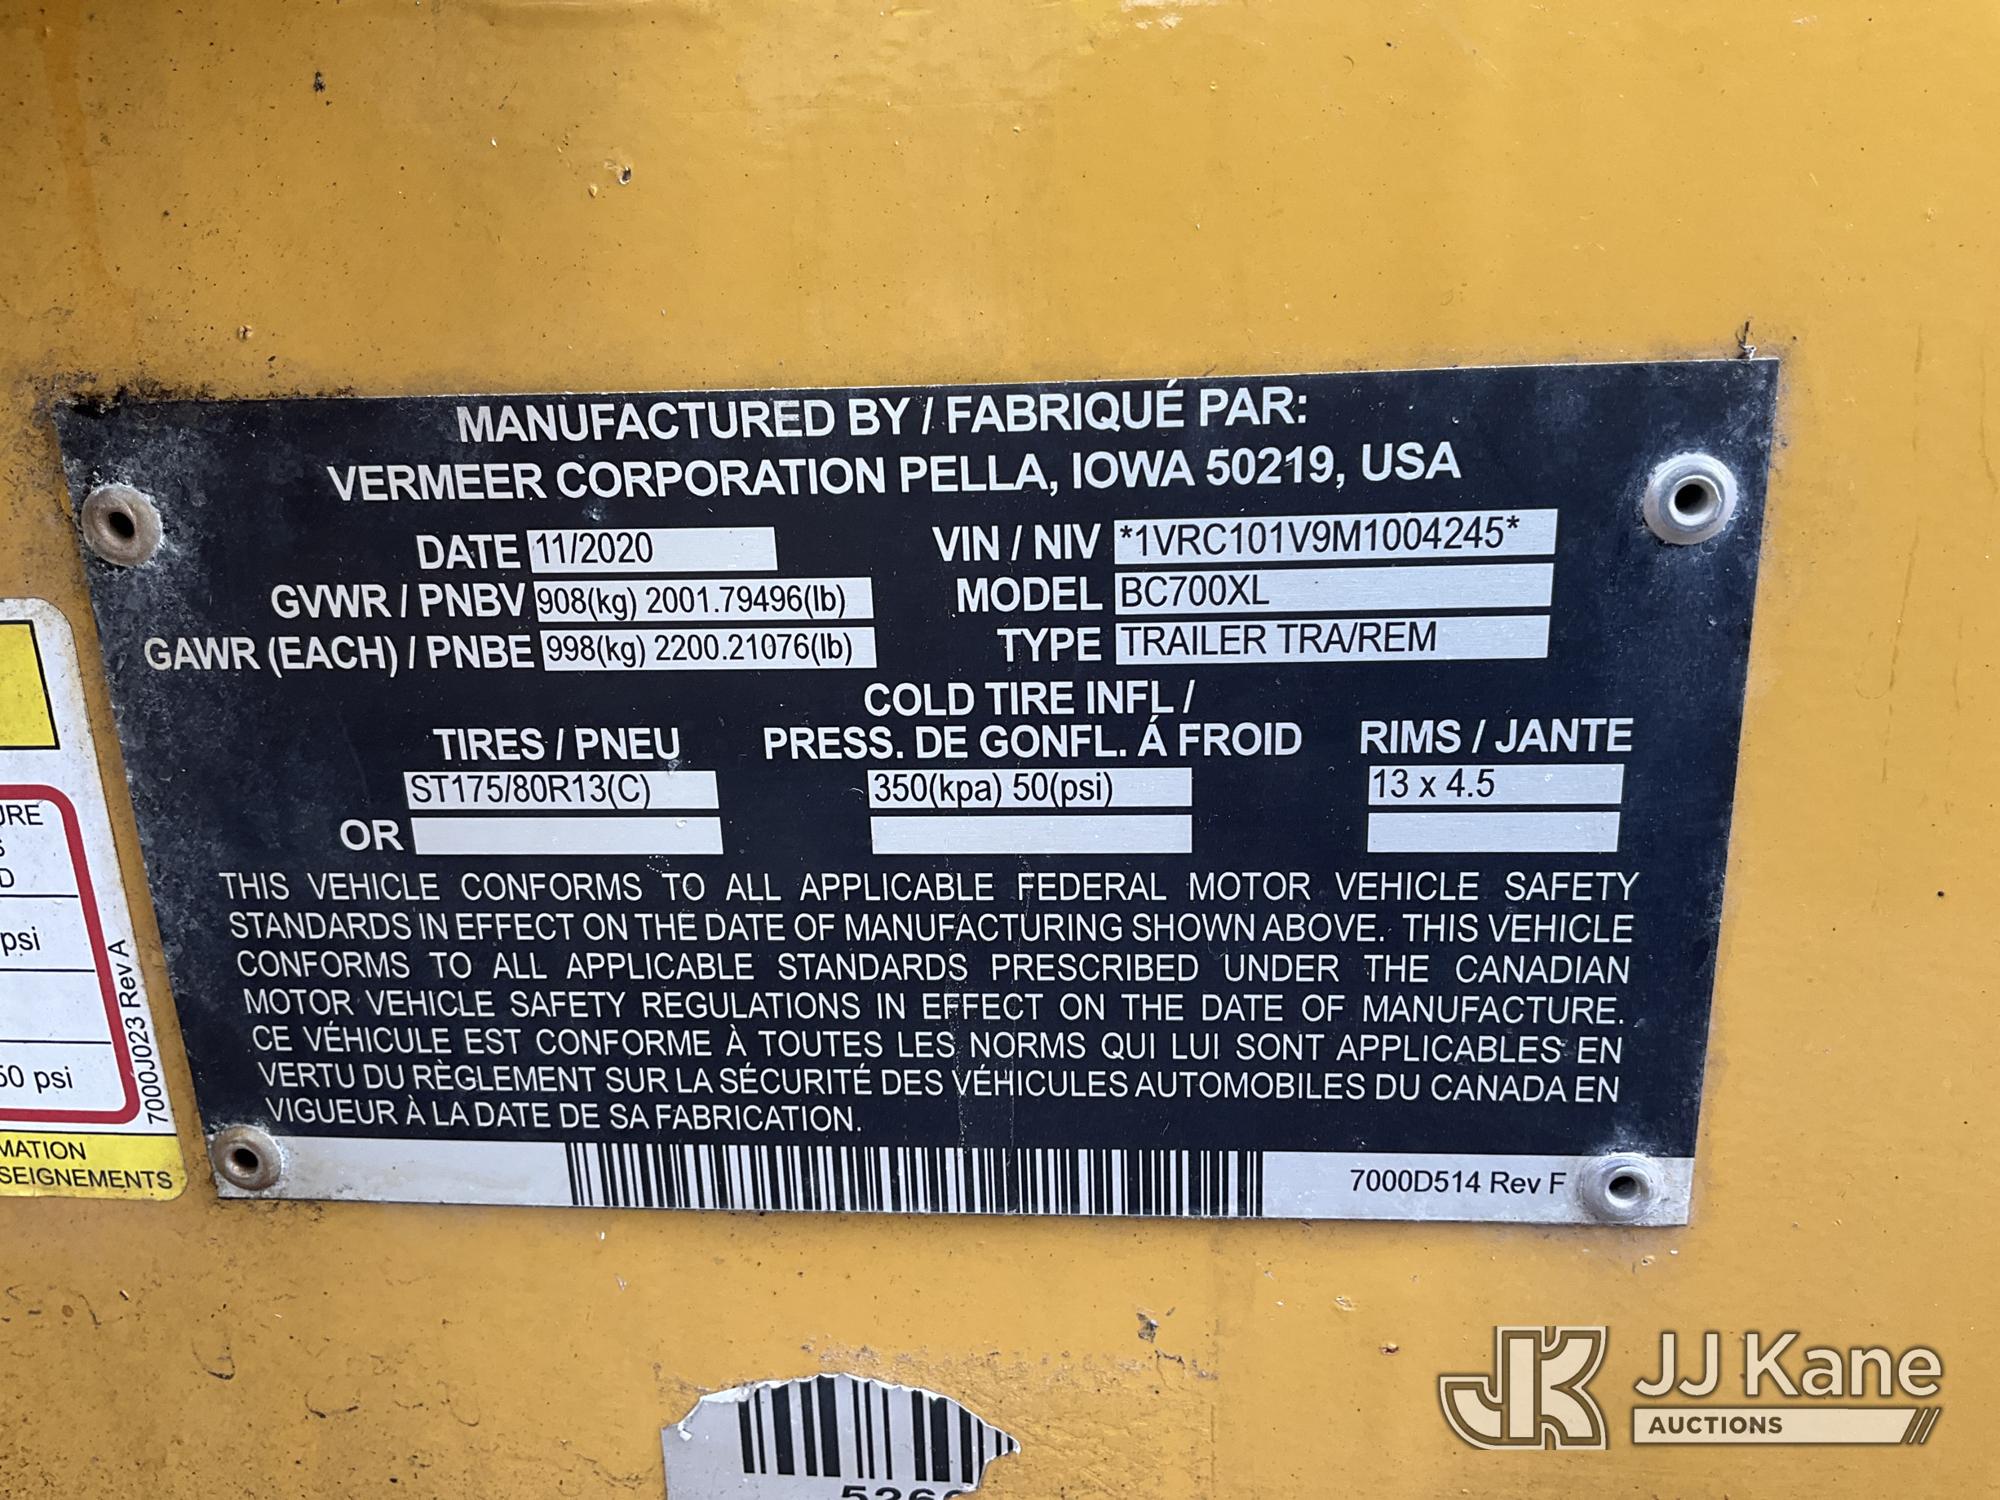 MANUFACTURED BY / FABRIQUÉ PAR:
VERMEER CORPORATION PELLA, IOWA 50219, USA
DATE 11/2020
VIN / NIV *1VRC101V9M1004245*
GVWR / PNBV 908(kg) 2001.79496(lb)
MODEL BC700XL
GAWR (EACH) / PNBE 998(kg) 2200.21076(lb)
TYPE TRAILER TRA/REM
COLD TIRE INFL /
TIRES / PNEU PRESS. DE GONFL. Á FROID RIMS / JANTE
ST175/80R13(C) 350(kpa) 50(psi) 13 x 4.5
OR
THIS VEHICLE CONFORMS TO ALL APPLICABLE FEDERAL MOTOR VEHICLE SAFETY
STANDARDS IN EFFECT ON THE DATE OF MANUFACTURING SHOWN ABOVE. THIS VEHICLE
CONFORMS TO ALL APPLICABLE STANDARDS PRESCRIBED UNDER THE CANADIAN
MOTOR VEHICLE SAFETY REGULATIONS IN EFFECT ON THE DATE OF MANUFACTURE.
CE VÉHICULE EST CONFORME À TOUTES LES NORMS QUI LUI SONT APPLICABLES EN
VERTU DU RÈGLEMENT SUR LA SÉCURITÉ DES VÉHICULES AUTOMOBILES DU CANADA EN
VIGUEUR À LA DATE DE SA FABRICATION.
7000D514 Rev F
psi
psi
7000J023 Rev A
JJ Kane
AUCTIONS